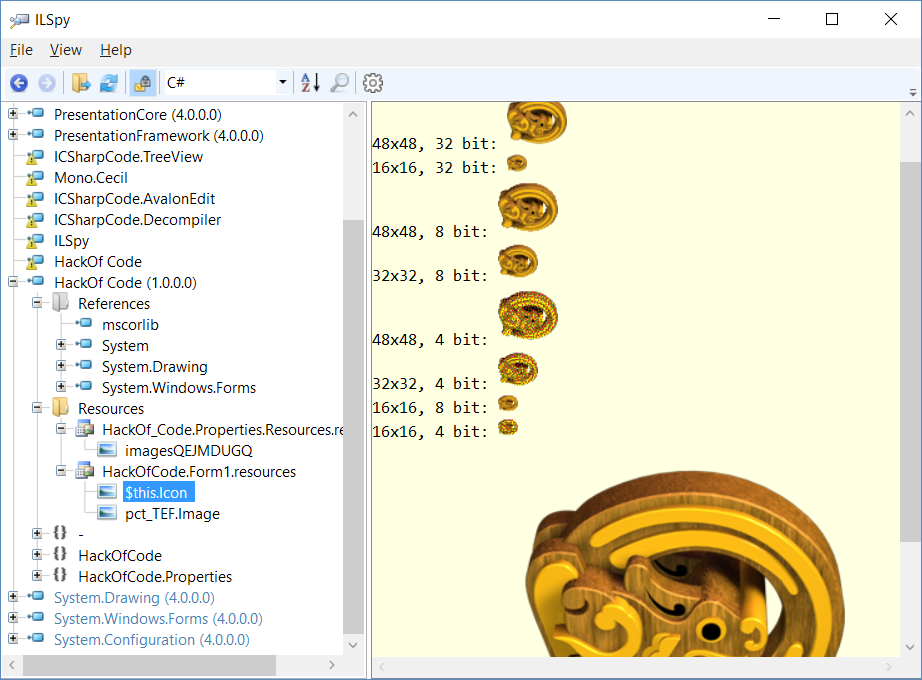 ILSpy
File View Help
C#
PresentationCore (4.0.0.0)
PresentationFramework (4.0.0.0)
ICSharpCode.TreeView
Mono.Cecil
ICSharpCode.AvalonEdit
ICSharpCode.Decompiler
ILSpy
HackOf Code
HackOf Code (1.0.0.0)
References
mscorlib
System
System.Drawing
System.Windows.Forms
Resources
HackOf_Code.Properties.Resources.re
imagesQEJMDUGQ
HackOfCode.Form1.resources
$this.Icon
pct_TEF.Image
{} -
{} HackOfCode
{} HackOfCode.Properties
System.Drawing (4.0.0.0)
System.Windows.Forms (4.0.0.0)
System.Configuration (4.0.0.0)
48x48, 32 bit:
16x16, 32 bit:
48x48, 8 bit:
32x32, 8 bit:
48x48, 4 bit:
32x32, 4 bit:
16x16, 8 bit:
16x16, 4 bit: